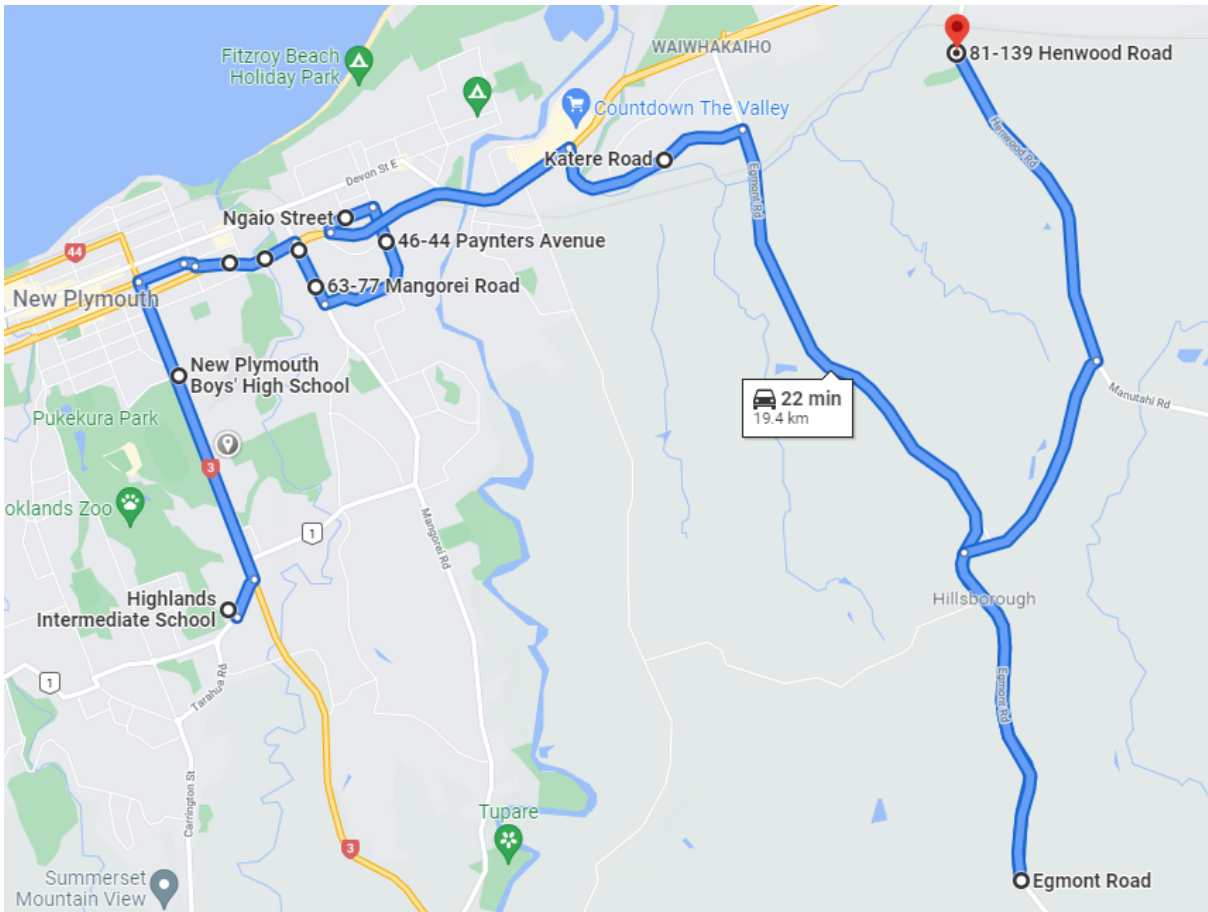 81-139 Henwood Road
WAIWHAKAIHO
Fitzroy Beach
Holiday Park
Countdown The Valley
Henwood Rd
Katere Road
Devon St E
Egmont Rd
Ngaio Street
46-44 Paynters Avenue
44
63-77 Mangorei Road
New Plymouth
New Plymouth
Boys' High School
22 min
19.4 km
Manutahi Rd
Pukekura Park
3
oklands Zoo
1
Mangorei Rd
Highlands
Intermediate School
Hillsborough
1
Tarahua Rd
Egmont Rd
Carrington St
Tupare
3
Summerset
Mountain View
Egmont Road